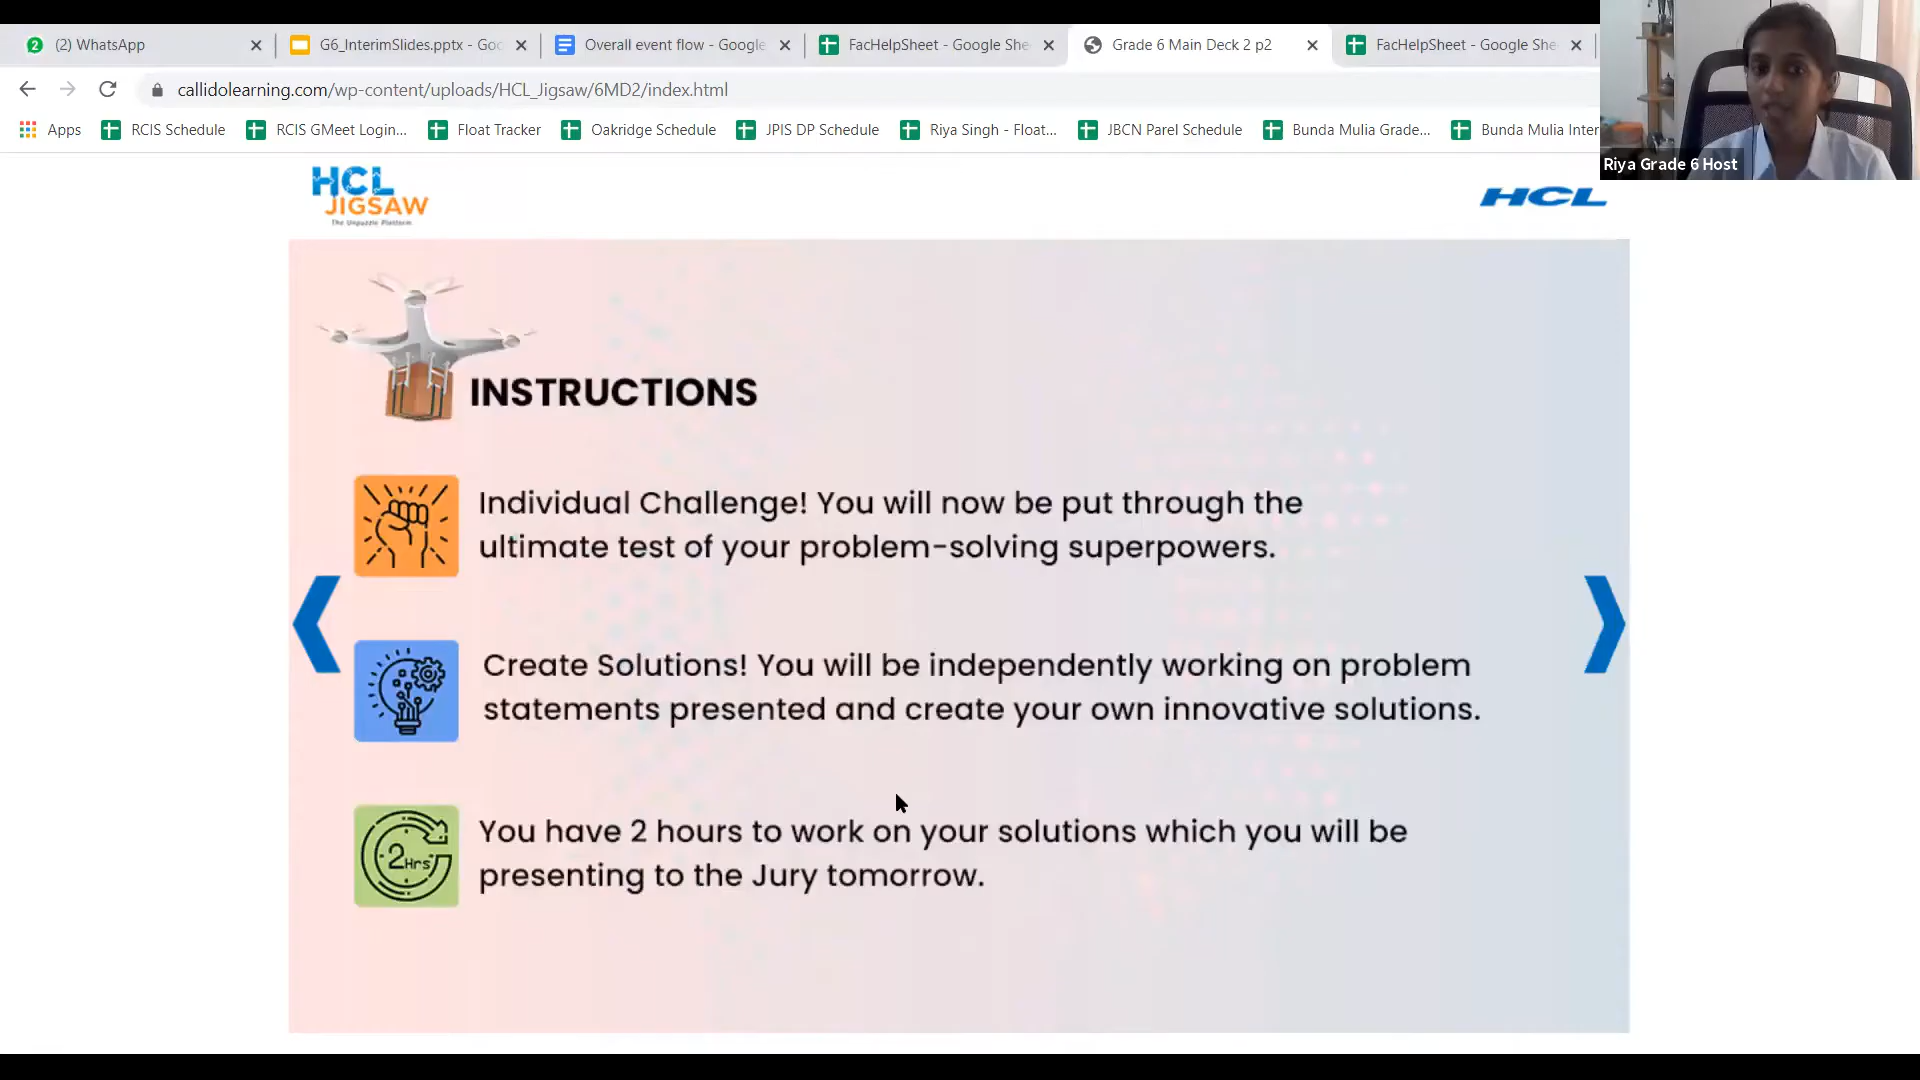 2
(2) WhatsApp
G6_InterimSlides.pptx - Goo
Overall event flow - Google
FacHelpSheet - Google She
Grade 6 Main Deck 2 p2
FacHelpSheet - Google She
callidolearning.com/wp-content/uploads/HCL_Jigsaw/6MD2/index.html
Apps
RCIS Schedule
RCIS GMeet Login...
Float Tracker
Oakridge Schedule
JPIS DP Schedule
Riya Singh - Float...
JBCN Parel Schedule
Bunda Mulia Grade...
Bunda Mulia Inter
Riya Grade 6 Host
HCL
JIGSAW
The Unpuzzle Platform
HCL
INSTRUCTIONS
Individual Challenge! You will now be put through the
ultimate test of your problem-solving superpowers.
Create Solutions! You will be independently working on problem
statements presented and create your own innovative solutions.
2Hrs
You have 2 hours to work on your solutions which you will be
presenting to the Jury tomorrow.